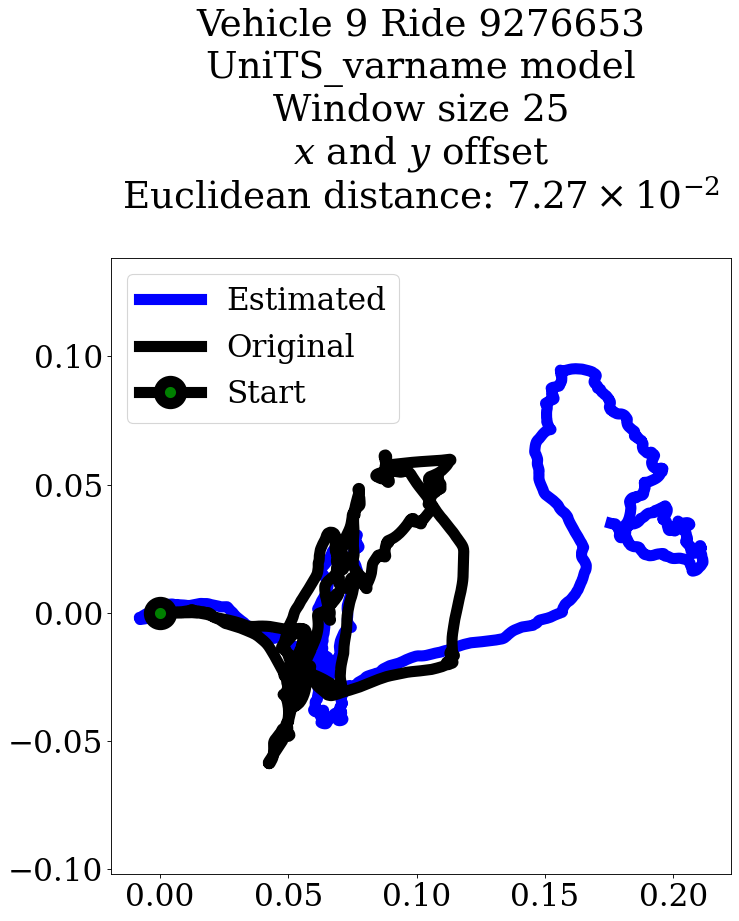 Vehicle 9 Ride 9276653
UniTS_varname model
Window size 25
x and y offset
Euclidean distance: 7.27 × 10⁻²
Estimated
Original
Start
0.10
0.05
0.00
−0.05
−0.10
0.00 0.05 0.10 0.15 0.20